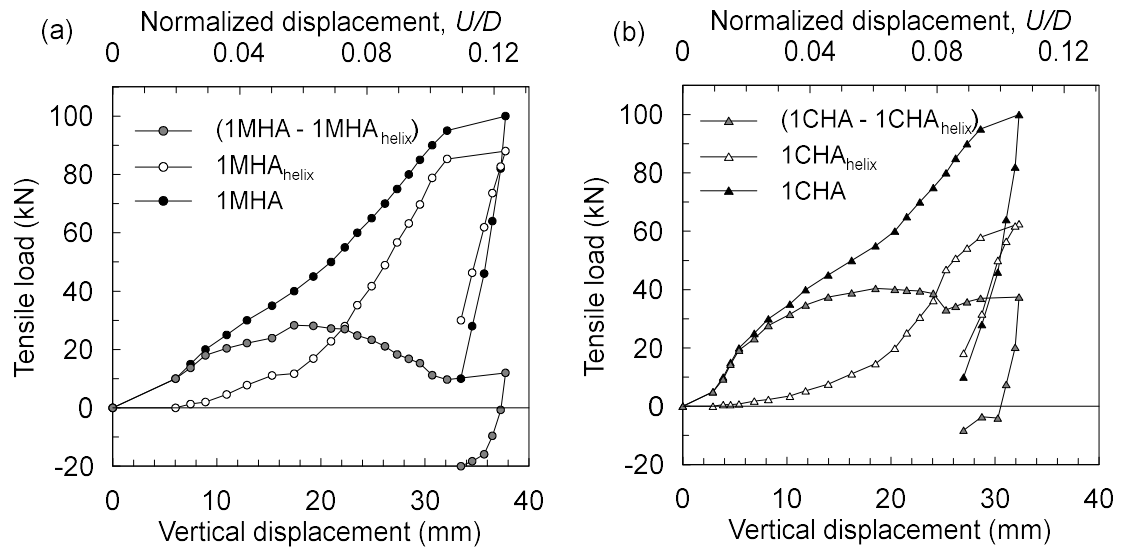 (a)
Normalized displacement, U/D
0 0.04 0.08 0.12
100
80
60
40
20
0
-20
Tensile load (kN)
(1MHA - 1MHAhelix)
1MHAhelix
1MHA
0 10 20 30 40
Vertical displacement (mm)
(b)
Normalized displacement, U/D
0 0.04 0.08 0.12
100
80
60
40
20
0
-20
Tensile load (kN)
(1CHA - 1CHAhelix)
1CHAhelix
1CHA
0 10 20 30 40
Vertical displacement (mm)